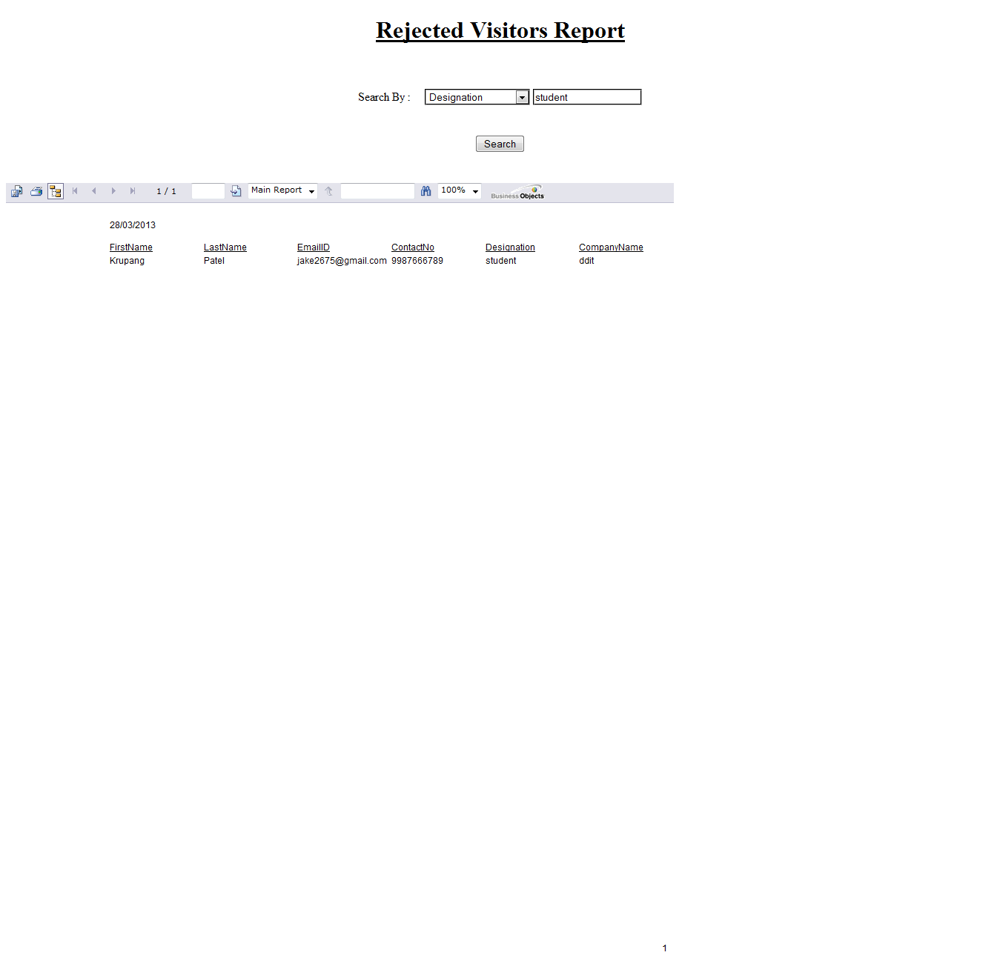 Rejected Visitors Report
Search By : Designation student
Search
1 / 1 Main Report 100% Business Objects
28/03/2013
FirstName LastName EmailID ContactNo Designation CompanyName
Krupang Patel jake2675@gmail.com 9987666789 student ddit
1